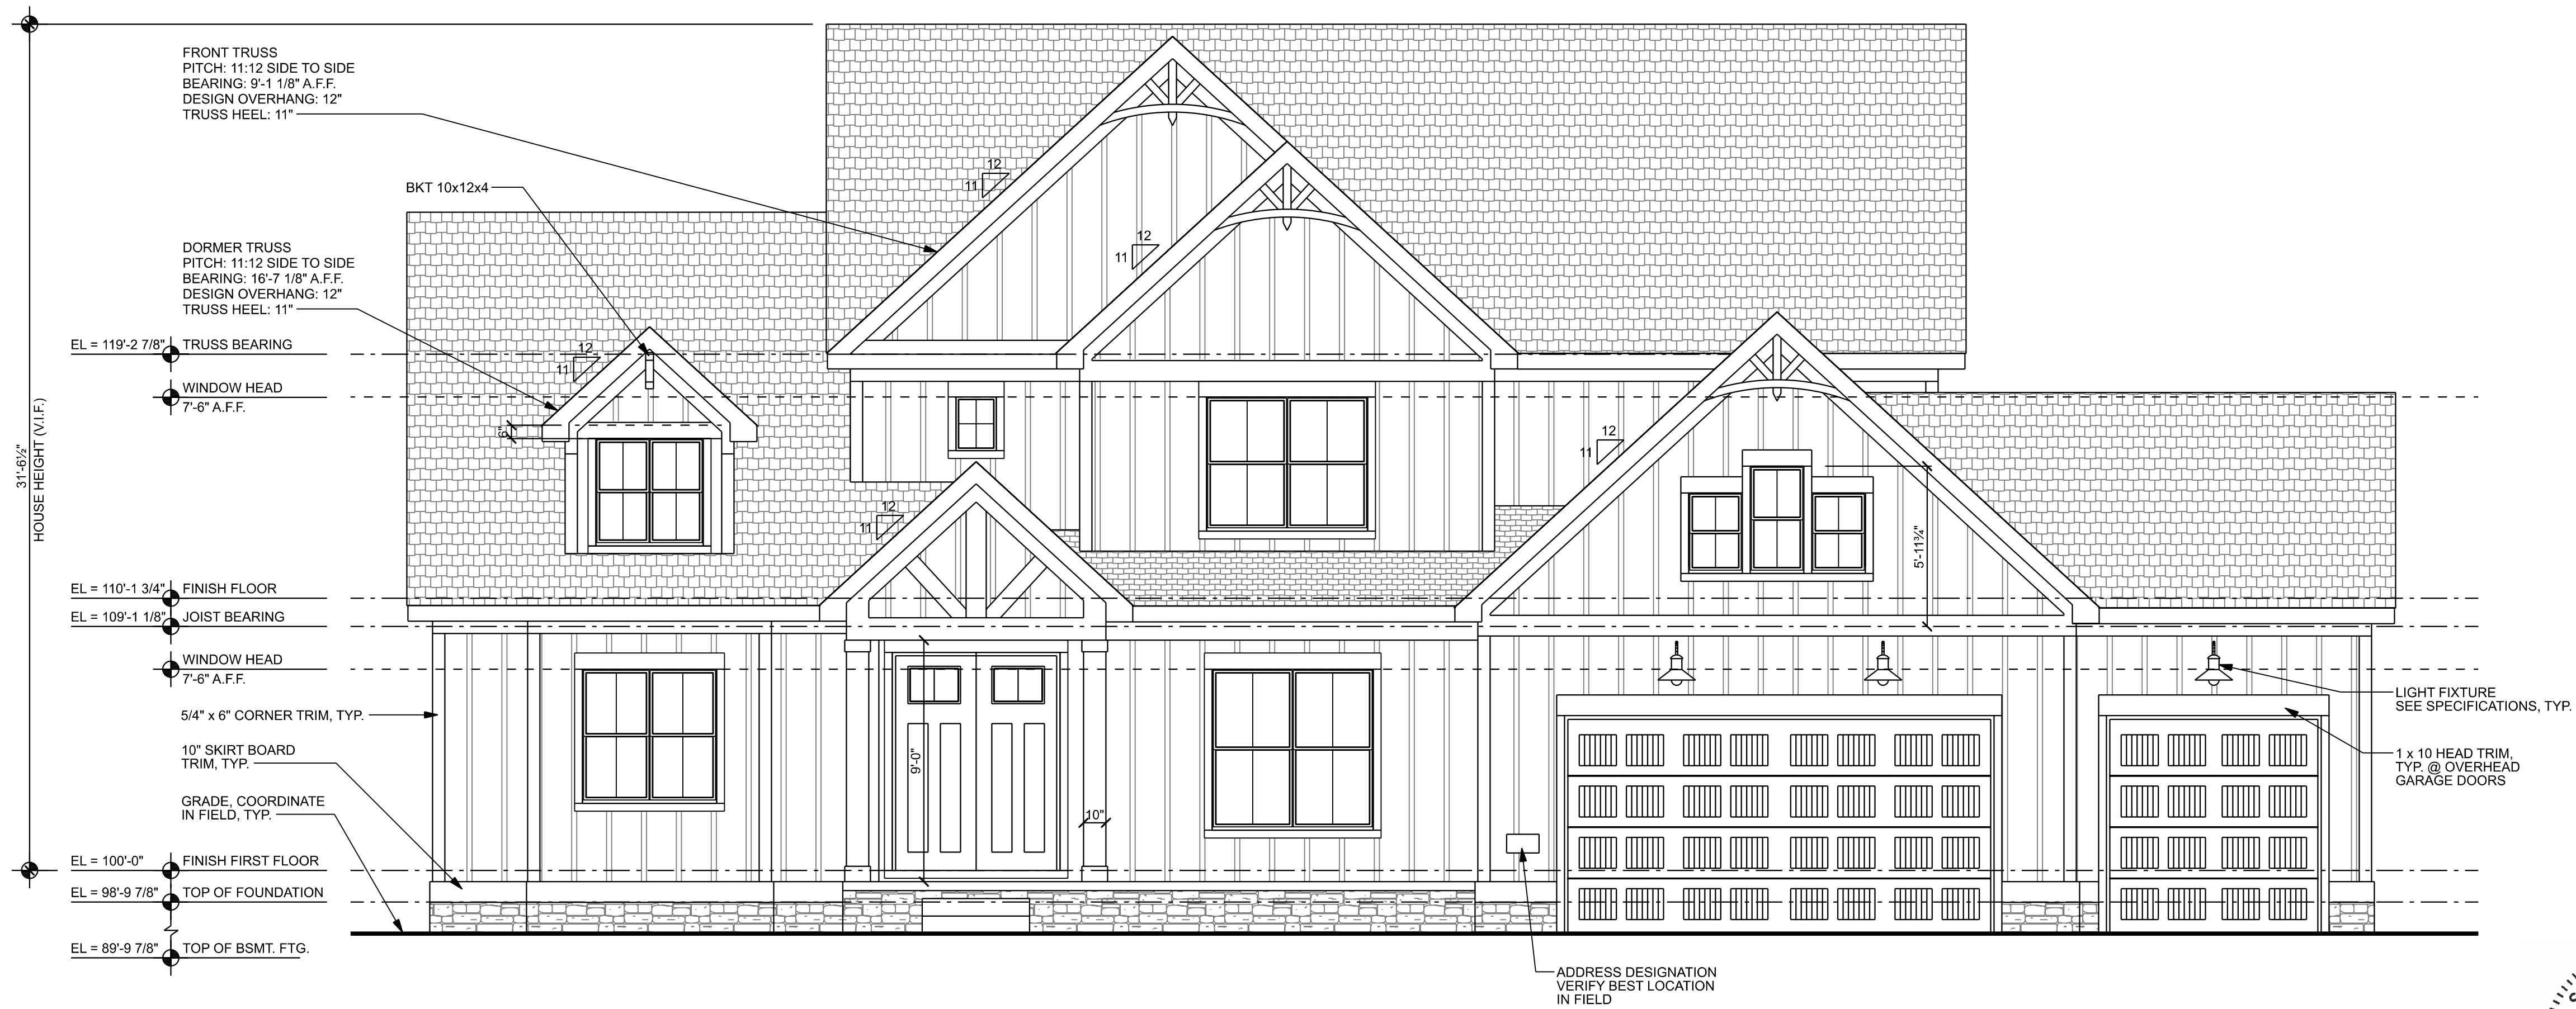 FRONT TRUSS
PITCH: 11:12 SIDE TO SIDE
BEARING: 9'-1 1/8" A.F.F.
DESIGN OVERHANG: 12"
TRUSS HEEL: 11"
12
11
BKT 10x12x4
12
11
DORMER TRUSS
PITCH: 11:12 SIDE TO SIDE
BEARING: 16'-7 1/8" A.F.F.
DESIGN OVERHANG: 12"
TRUSS HEEL: 11"
EL = 119'-2 7/8" TRUSS BEARING
12
11
WINDOW HEAD
7'-6" A.F.F.
6"
31'-6½"
HOUSE HEIGHT (V.I.F.)
12
11
12
11
5'-11¾"
EL = 110'-1 3/4" FINISH FLOOR
EL = 109'-1 1/8" JOIST BEARING
WINDOW HEAD
7'-6" A.F.F.
LIGHT FIXTURE
SEE SPECIFICATIONS, TYP.
5/4" x 6" CORNER TRIM, TYP.
10" SKIRT BOARD
TRIM, TYP.
9'-0"
1 x 10 HEAD TRIM,
TYP. @ OVERHEAD
GARAGE DOORS
GRADE, COORDINATE
IN FIELD, TYP.
10"
EL = 100'-0" FINISH FIRST FLOOR
EL = 98'-9 7/8" TOP OF FOUNDATION
EL = 89'-9 7/8" TOP OF BSMT. FTG.
ADDRESS DESIGNATION
VERIFY BEST LOCATION
IN FIELD